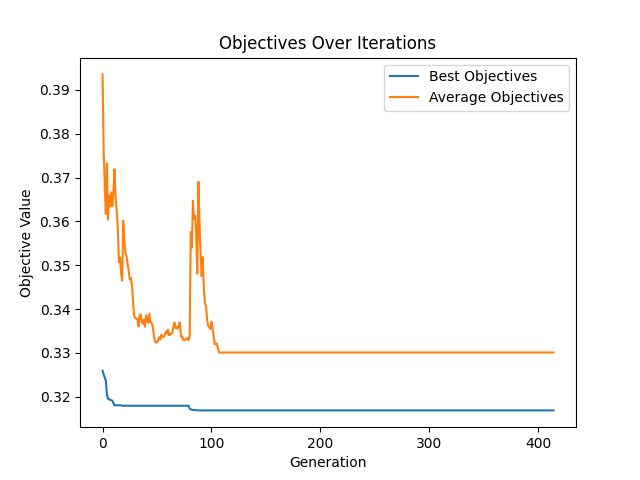 Objectives Over Iterations
Best Objectives
Average Objectives
Objective Value
0.39
0.38
0.37
0.36
0.35
0.34
0.33
0.32
0 100 200 300 400
Generation